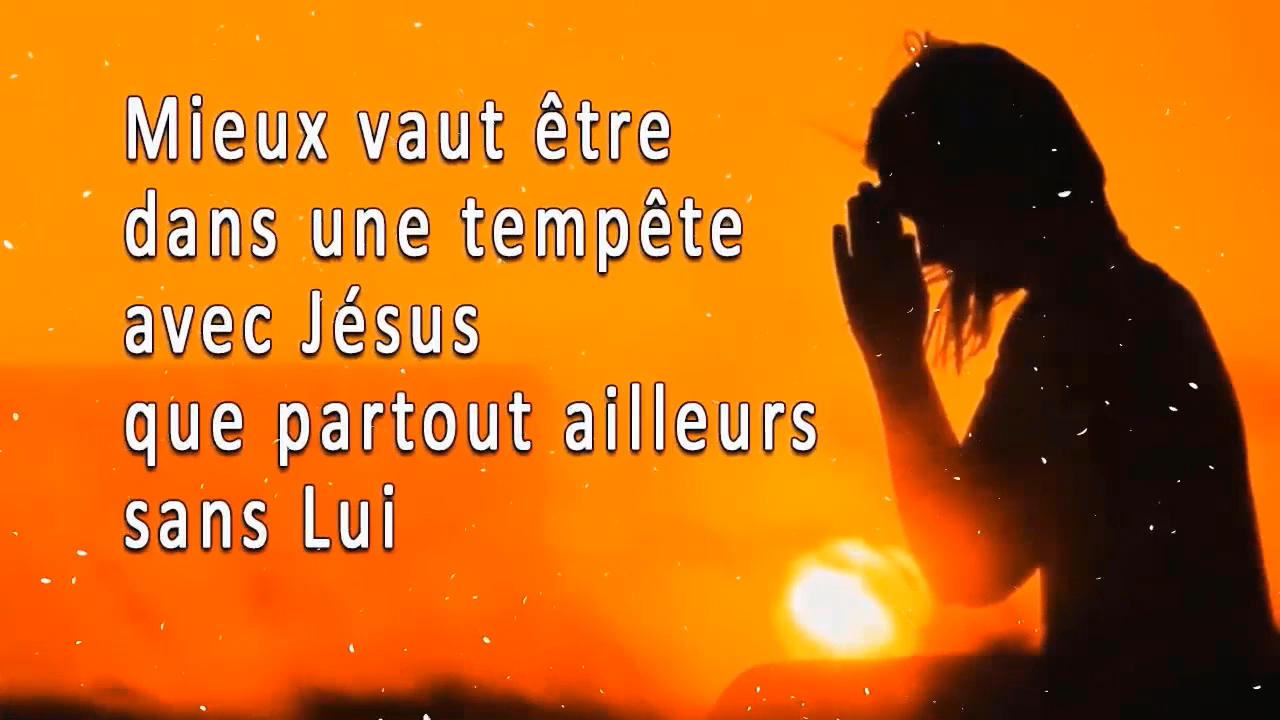 Mieux vaut être
dans une tempête
avec Jésus
que partout ailleurs
sans Lui